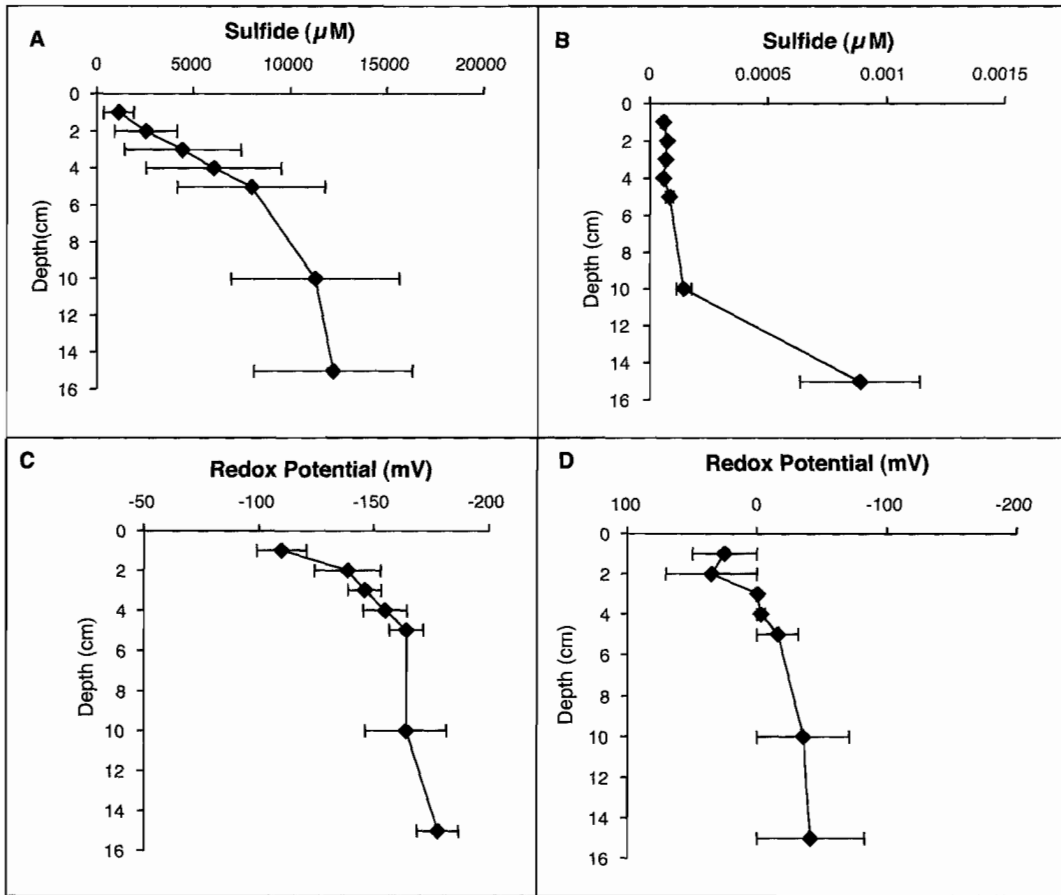 A
Sulfide (µM)
0 5000 10000 15000 20000
0
2
4
6
8
10
12
14
16
Depth(cm)
B
Sulfide (µM)
0 0.0005 0.001 0.0015
0
2
4
6
8
10
12
14
16
Depth (cm)
C
Redox Potential (mV)
-50 -100 -150 -200
0
2
4
6
8
10
12
14
16
Depth (cm)
D
Redox Potential (mV)
100 0 -100 -200
0
2
4
6
8
10
12
14
16
Depth (cm)